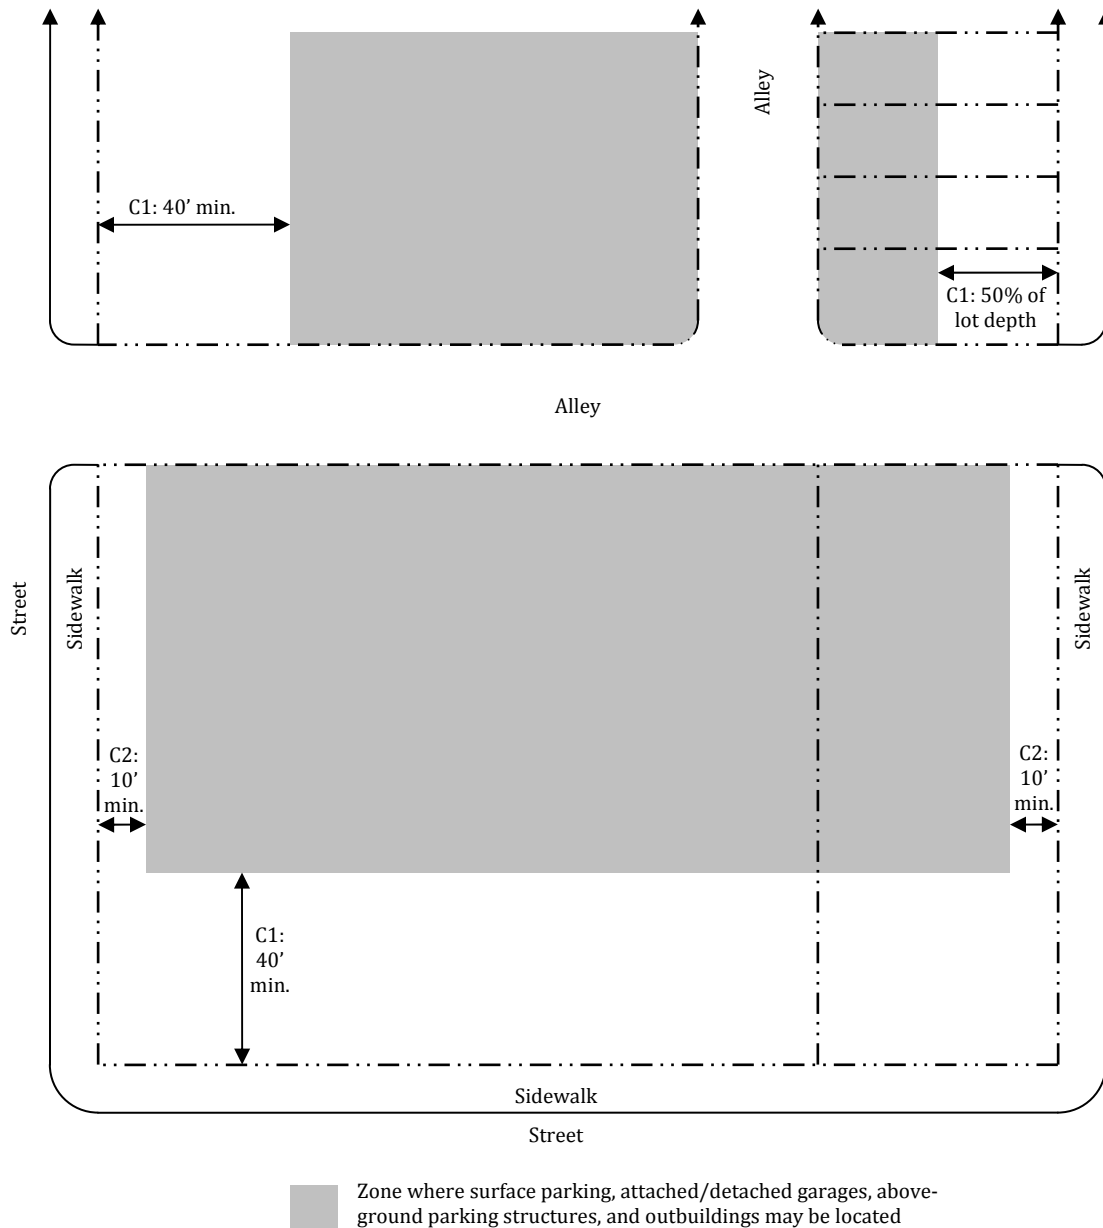 Alley
C1: 40’ min.
C1: 50% of
lot depth
Alley
Street
Sidewalk
Sidewalk
C2:
10’
min.
C2:
10’
min.
C1:
40’
min.
Sidewalk
Street
Zone where surface parking, attached/detached garages, above-
ground parking structures, and outbuildings may be located